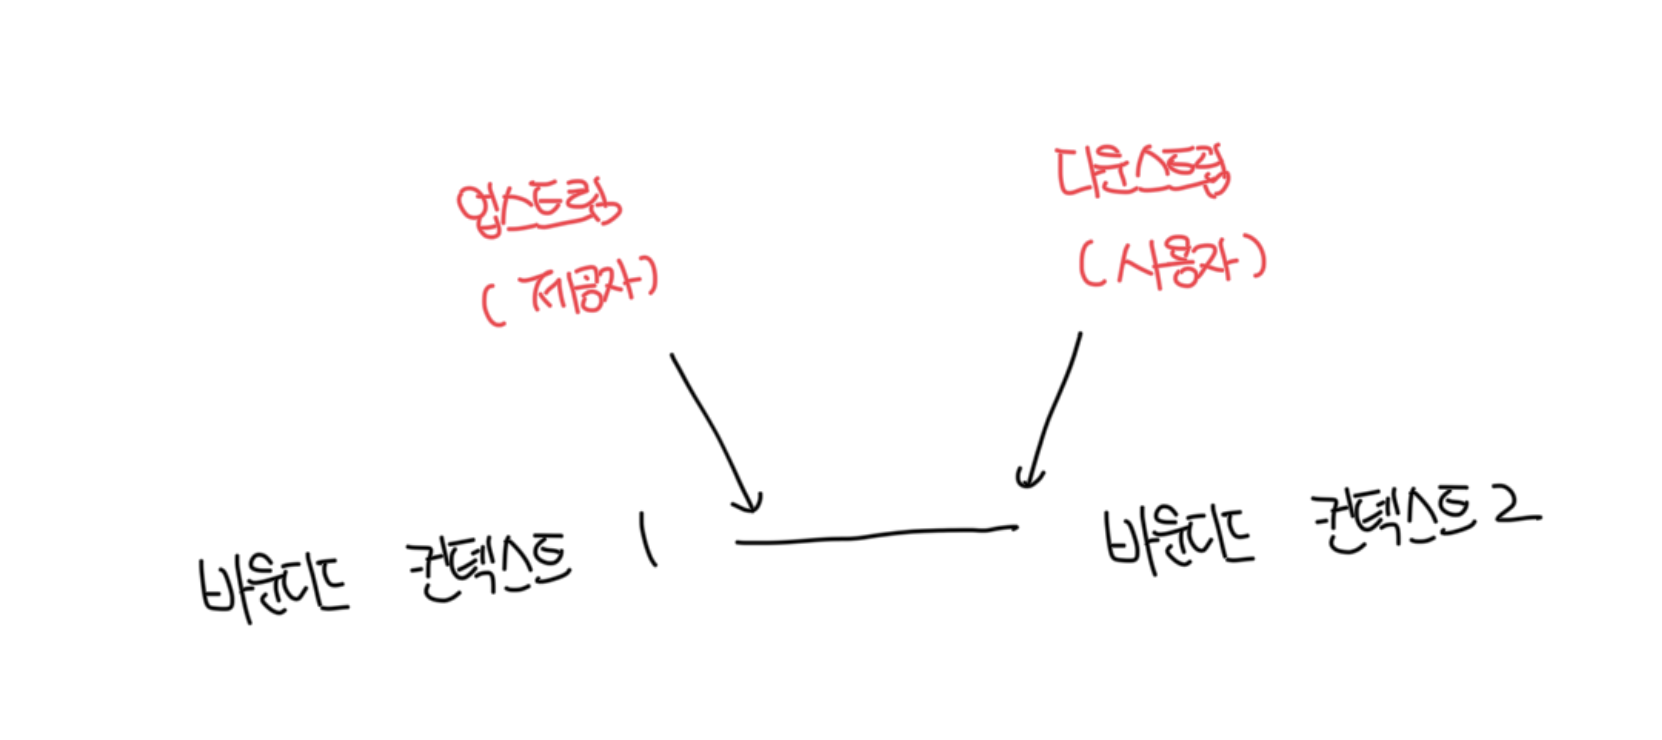 업스트림
(제공자)
다운스트림
(사용자)
바운디드 컨텍스트 1
바운디드 컨텍스트 2